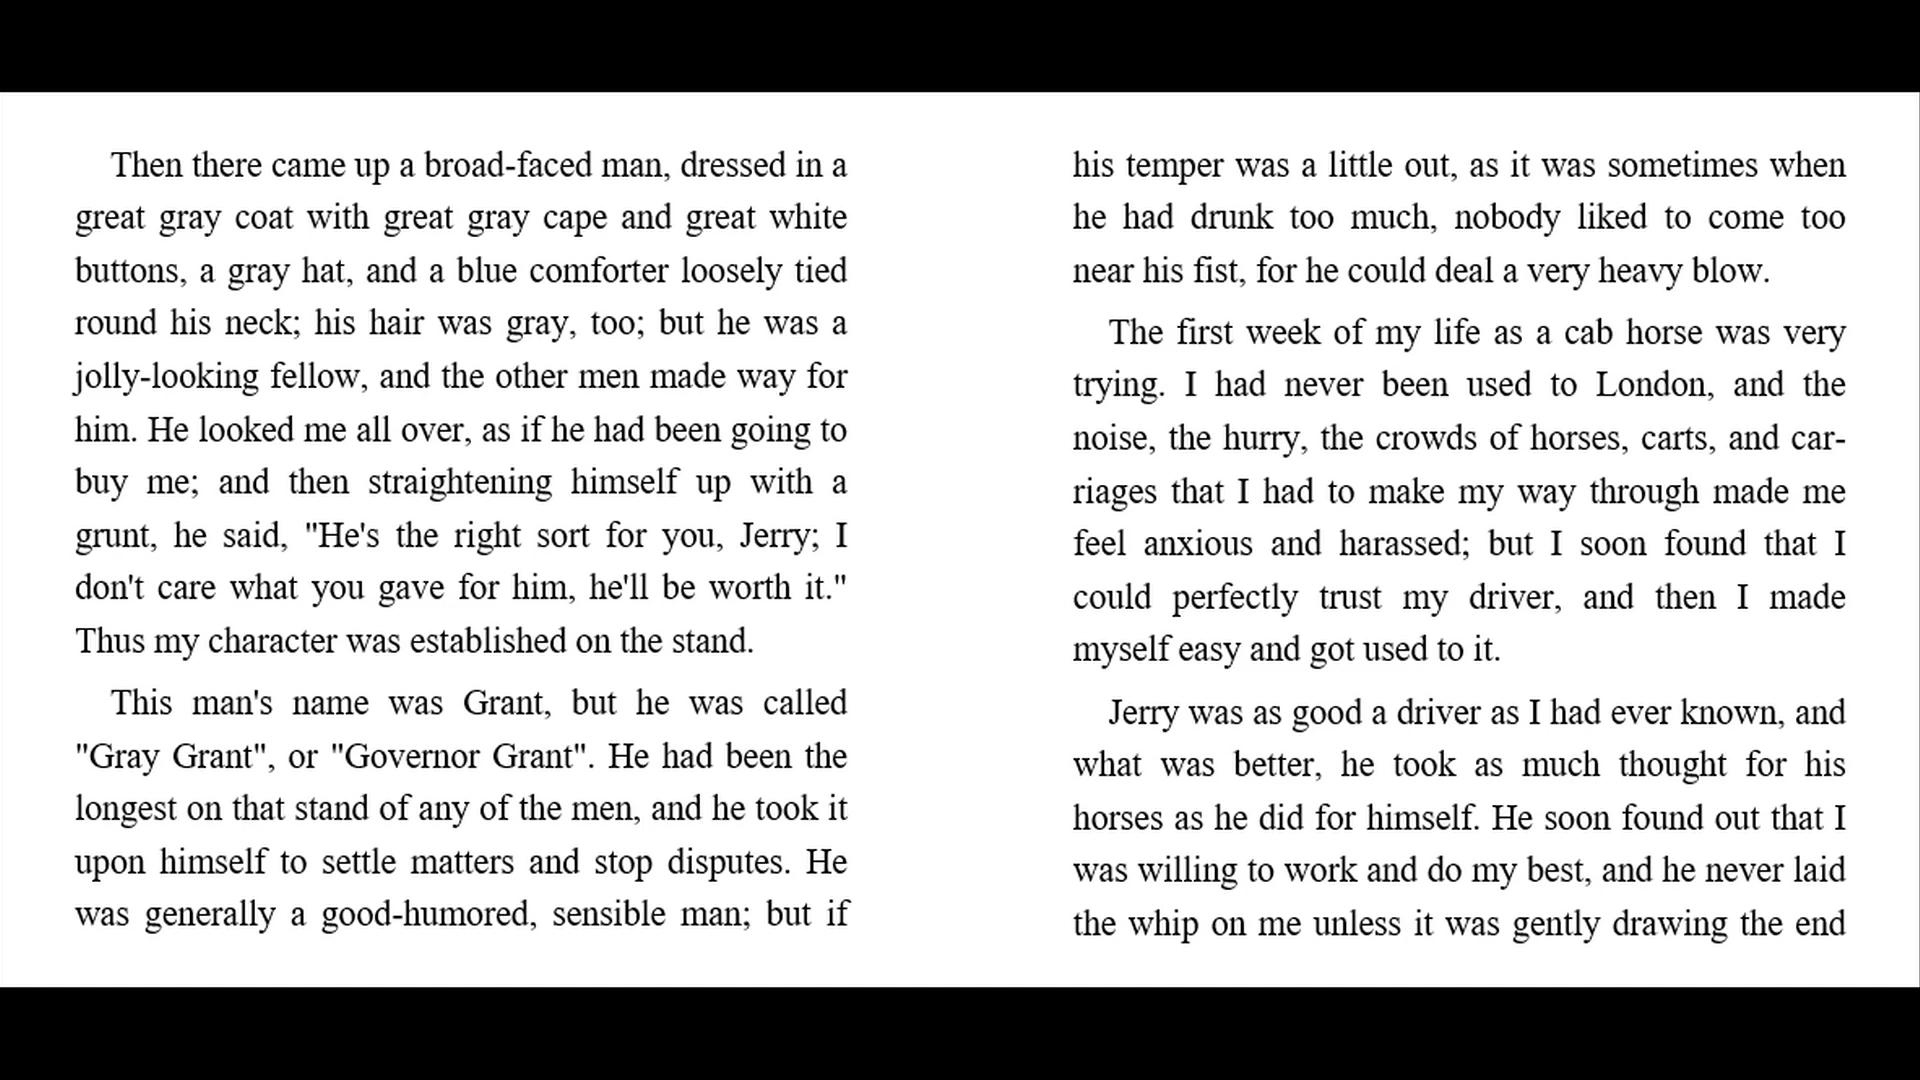 Then there came up a broad-faced man, dressed in a
great gray coat with great gray cape and great white
buttons, a gray hat, and a blue comforter loosely tied
round his neck; his hair was gray, too; but he was a
jolly-looking fellow, and the other men made way for
him. He looked me all over, as if he had been going to
buy me; and then straightening himself up with a
grunt, he said, "He's the right sort for you, Jerry; I
don't care what you gave for him, he'll be worth it."
Thus my character was established on the stand.
This man's name was Grant, but he was called
"Gray Grant", or "Governor Grant". He had been the
longest on that stand of any of the men, and he took it
upon himself to settle matters and stop disputes. He
was generally a good-humored, sensible man; but if
his temper was a little out, as it was sometimes when
he had drunk too much, nobody liked to come too
near his fist, for he could deal a very heavy blow.
The first week of my life as a cab horse was very
trying. I had never been used to London, and the
noise, the hurry, the crowds of horses, carts, and car-
riages that I had to make my way through made me
feel anxious and harassed; but I soon found that I
could perfectly trust my driver, and then I made
myself easy and got used to it.
Jerry was as good a driver as I had ever known, and
what was better, he took as much thought for his
horses as he did for himself. He soon found out that I
was willing to work and do my best, and he never laid
the whip on me unless it was gently drawing the end